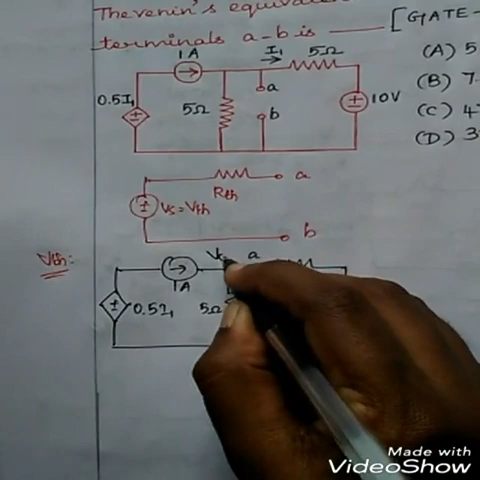 Thevenin's equivale
terminals a-b is [GATE-
1A I₁ 5Ω (A) 5
a (B) 7.
0.5I₁ 5Ω b 10V (C) 4
(D) 3
a
Rth
Vs=Vth
b
Vth: a
1A
0.5I₁ 5Ω
Made with
VideoShow